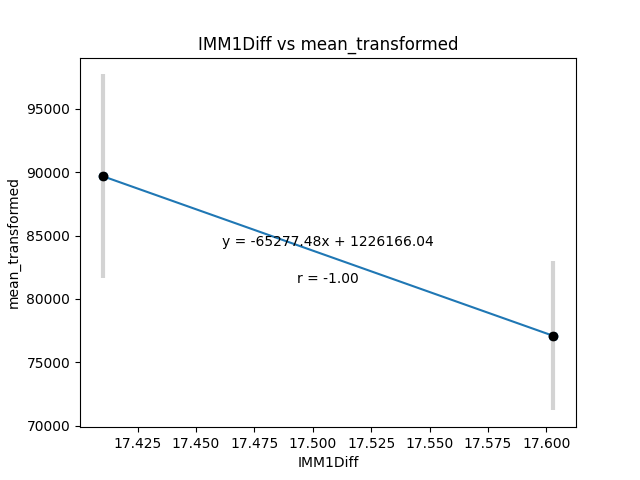 IMM1Diff vs mean_transformed
95000
90000
85000
80000
75000
70000
mean_transformed
y = -65277.48x + 1226166.04
r = -1.00
17.425 17.450 17.475 17.500 17.525 17.550 17.575 17.600
IMM1Diff